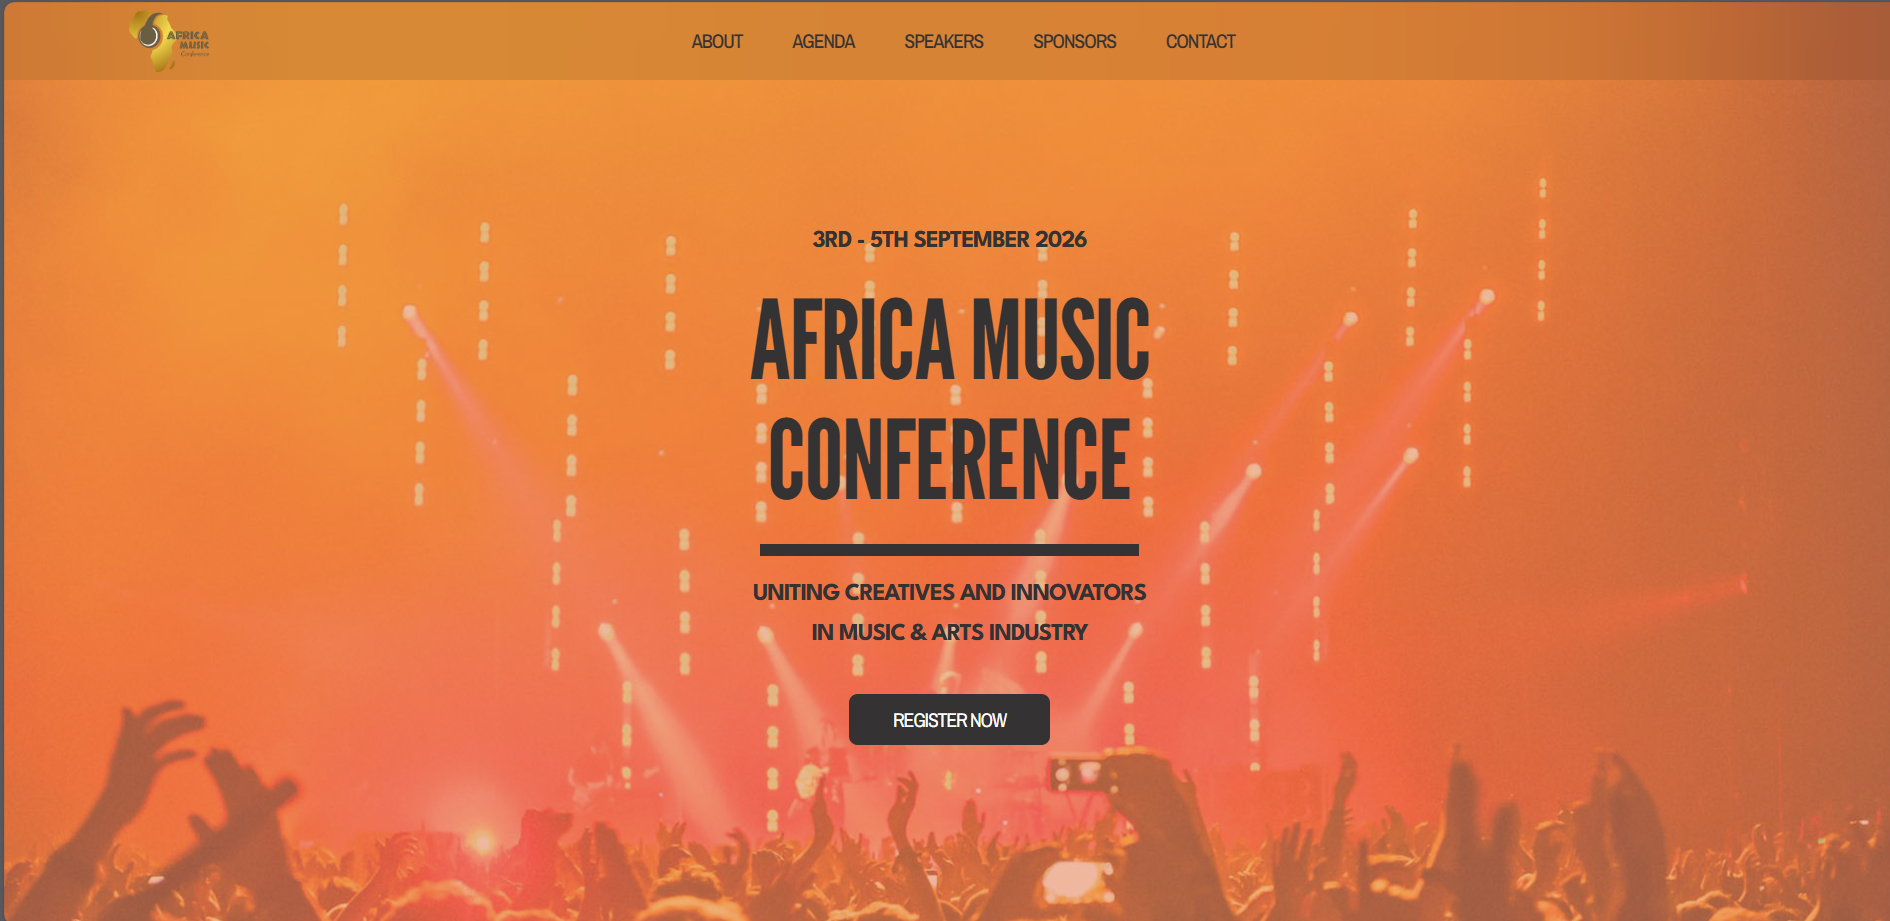 AFRICA
MUSIC
Conference
ABOUT
AGENDA
SPEAKERS
SPONSORS
CONTACT
3RD - 5TH SEPTEMBER 2026
AFRICA MUSIC
CONFERENCE
UNITING CREATIVES AND INNOVATORS
IN MUSIC & ARTS INDUSTRY
REGISTER NOW